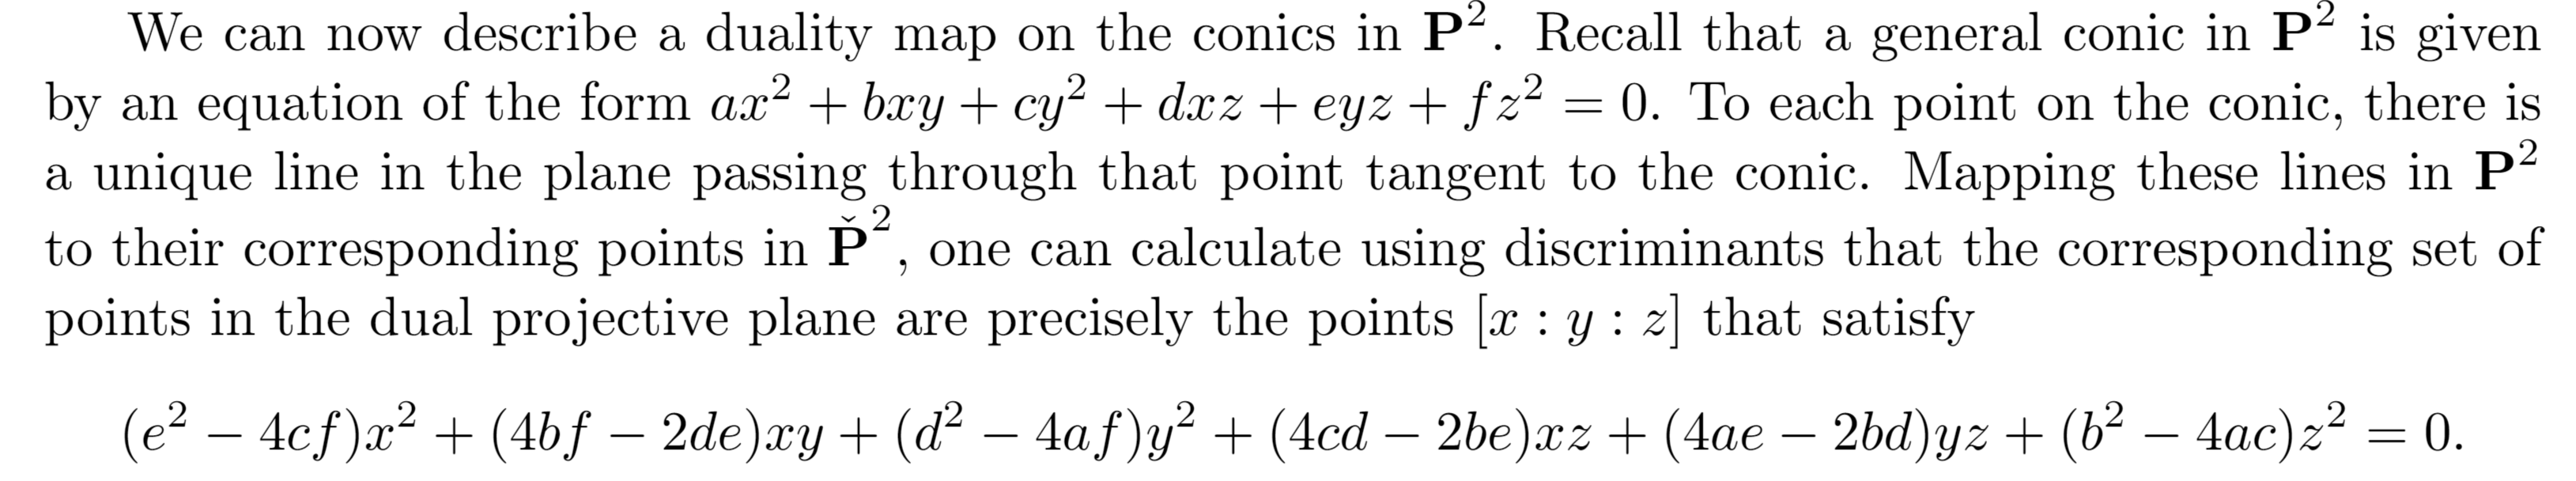 We can now describe a duality map on the conics in P². Recall that a general conic in P² is given
by an equation of the form ax² + bxy + cy² + dxz + eyz + fz² = 0. To each point on the conic, there is
a unique line in the plane passing through that point tangent to the conic. Mapping these lines in P²
to their corresponding points in P̌², one can calculate using discriminants that the corresponding set of
points in the dual projective plane are precisely the points [x : y : z] that satisfy
(e² − 4cf)x² + (4bf − 2de)xy + (d² − 4af)y² + (4cd − 2be)xz + (4ae − 2bd)yz + (b² − 4ac)z² = 0.